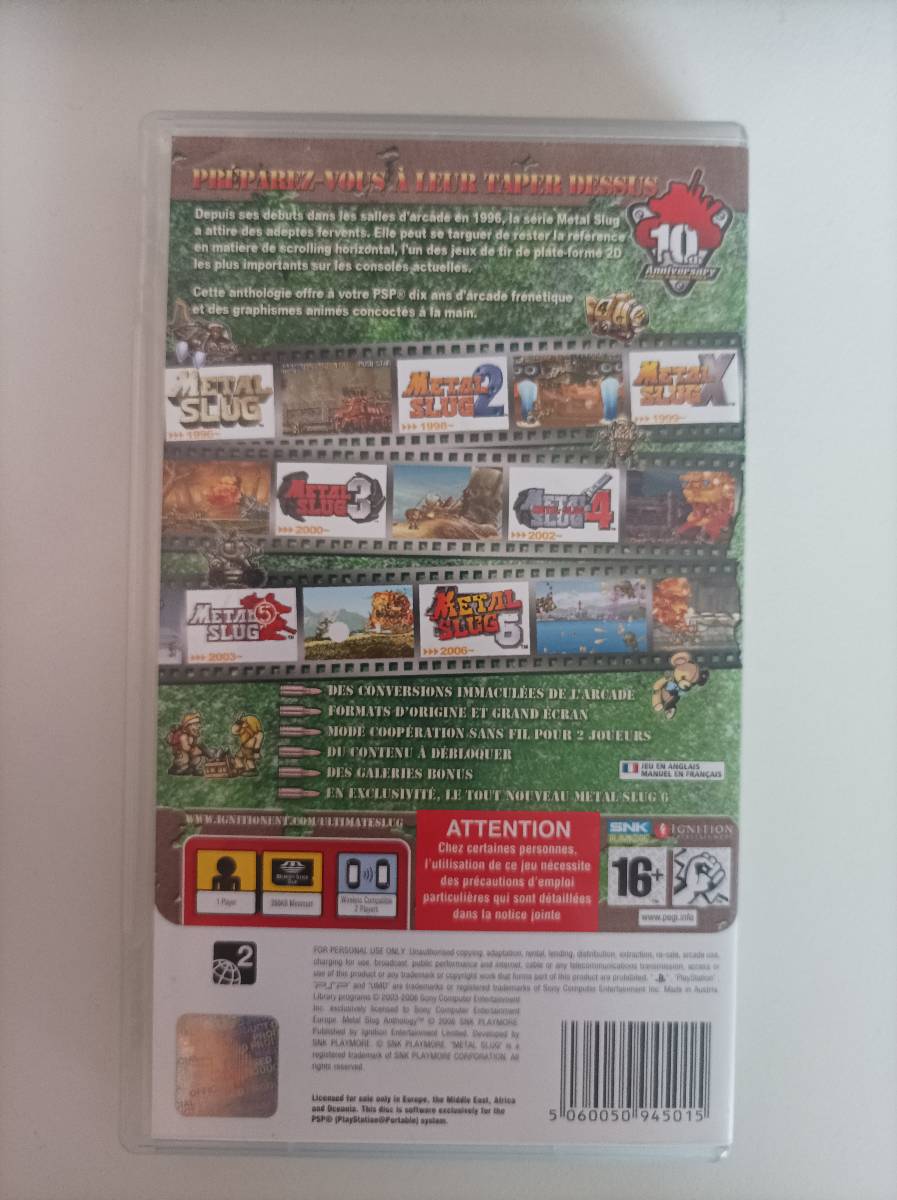 PRÉPAREZ-VOUS À LEUR TAPER DESSUS
Depuis ses debuts dans les salles d'arcade en 1996, la série Metal Slug
a attire des adeptes fervents. Elle peut se targuer de rester la réference
en matiere de scrolling horizontal, l'un des jeux de tir de plate-forme 2D
les plus importants sur les consoles actuelles.
10th
Anniversary
Cette anthologie offre à votre PSP® dix ans d'arcade frénétique
et des graphismes animés concoctés à la main.
METAL SLUG
>>> 1996~
PUSH STAR
METAL SLUG 2
>>> 1998~
METAL SLUG X
>>> 1999~
METAL SLUG 3
>>> 2000~
METAL SLUG 4
>>> 2002~
METAL SLUG 5
>>> 2003~
METAL SLUG 6
>>> 2006~
DES CONVERSIONS IMMACULÉES DE L'ARCADE
FORMATS D'ORIGINE ET GRAND ÉCRAN
MODE COOPÉRATION SANS FIL POUR 2 JOUEURS
DU CONTENU À DÉBLOQUER
DES GALERIES BONUS
EN EXCLUSIVITÉ, LE TOUT NOUVEAU METAL SLUG 6
JEU EN ANGLAIS
MANUEL EN FRANÇAIS
WWW.IGNITIONENT.COM/ULTIMATESLUG
ATTENTION
Chez certaines personnes,
l'utilisation de ce jeu nécessite
des précautions d'emploi
particulières qui sont détaillées
dans la notice jointe
SNK
PLAYMORE
IGNITION
ENTERTAINMENT
1 Player
Wireless Compatible
2 Players
16+
www.pegi.info
2
FOR PERSONAL USE ONLY. Unauthorised copying, adaptation, rental, lending, distribution, extraction, re-sale, arcade use,
charging for use, broadcast, public performance and internet, cable or any telecommunications transmission, access or
use of this product or any trademark or copyright work that forms part of this product are prohibited. "PlayStation",
"PSP" and "UMD" are trademarks or registered trademarks of Sony Computer Entertainment Inc. Made in Austria.
Library programs © 2003-2006 Sony Computer Entertainment
Inc. exclusively licensed to Sony Computer Entertainment
Europe. Metal Slug Anthology™ © 2006 SNK PLAYMORE.
Published by Ignition Entertainment Limited. Developed by
SNK PLAYMORE. © SNK PLAYMORE. "METAL SLUG" is a
registered trademark of SNK PLAYMORE CORPORATION. All
rights reserved.
Licensed for sale only in Europe, the Middle East, Africa
and Oceania. This disc is software exclusively for the
PSP® (PlayStation®Portable) system.
5 060050 945015